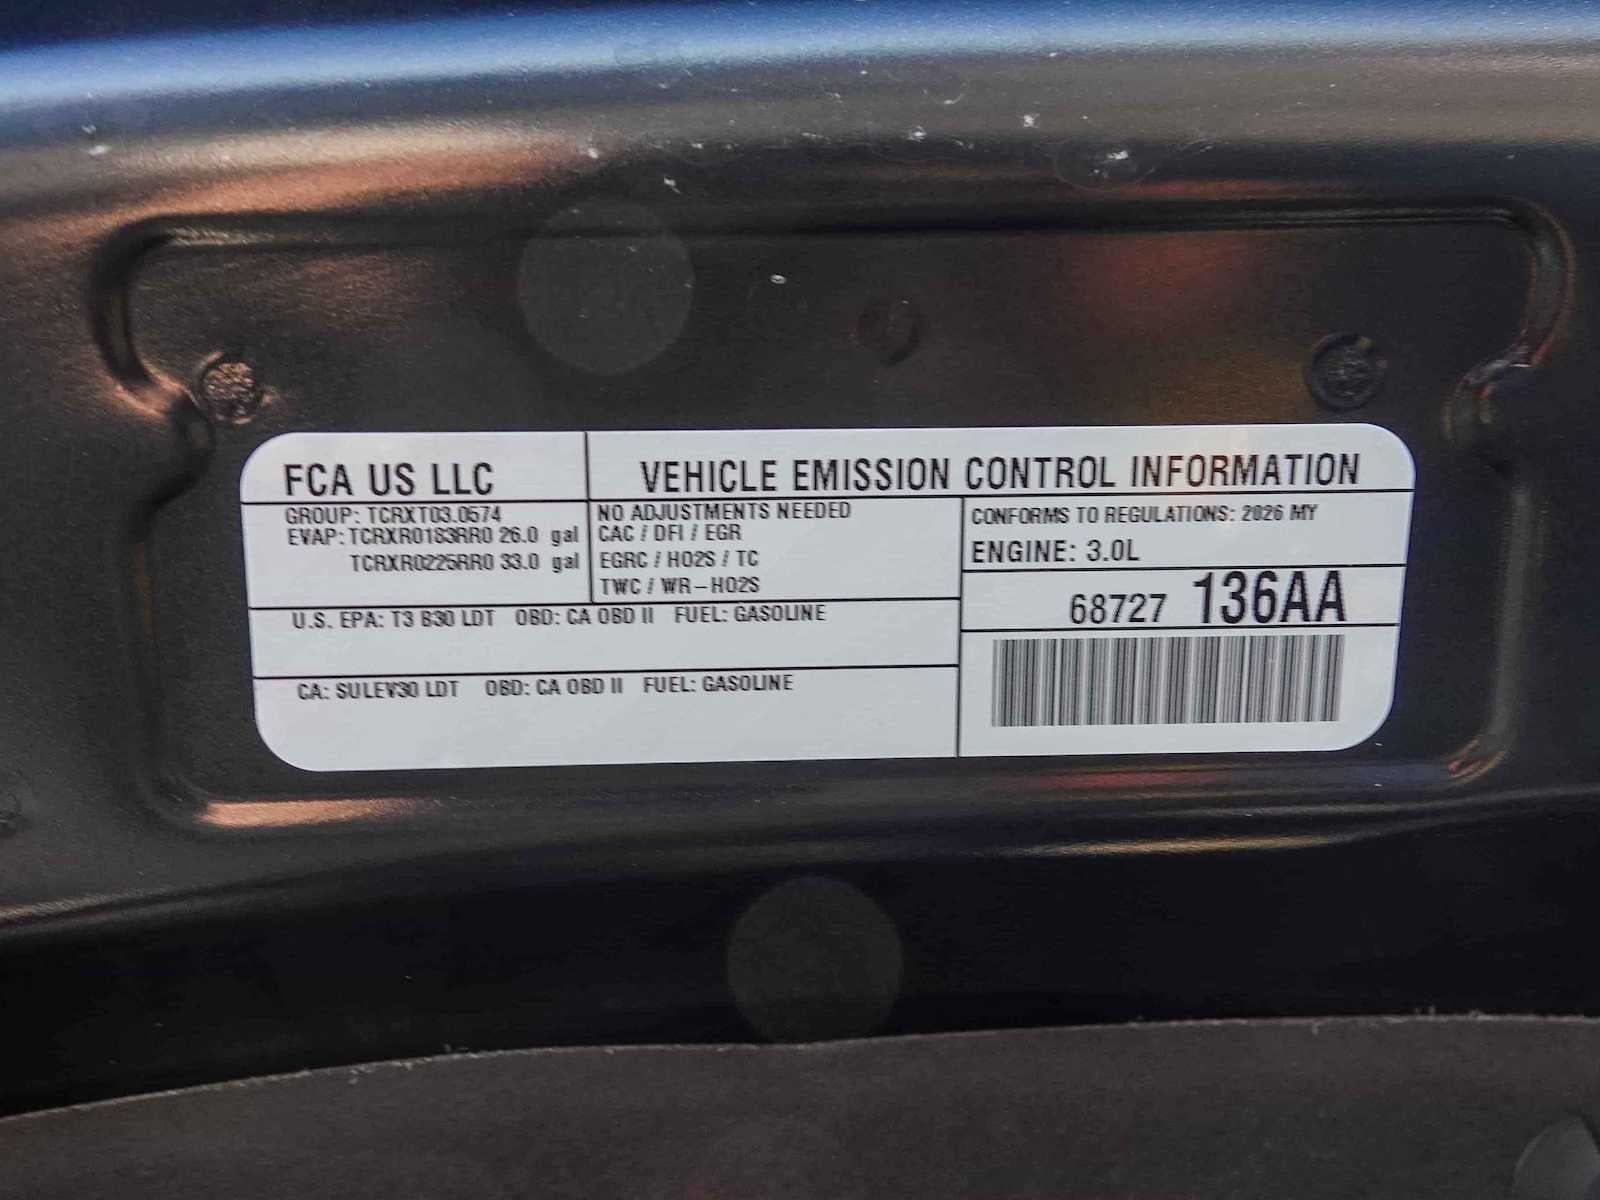 FCA US LLC
VEHICLE EMISSION CONTROL INFORMATION
GROUP: TCRXT03.0574
EVAP: TCRXR0183RR0 26.0 gal
TCRXR0225RR0 33.0 gal
NO ADJUSTMENTS NEEDED
CAC / DFI / EGR
EGRC / HO2S / TC
TWC / WR-HO2S
CONFORMS TO REGULATIONS: 2026 MY
ENGINE: 3.0L
68727 136AA
U.S. EPA: T3 B30 LDT OBD: CA OBD II FUEL: GASOLINE
CA: SULEV30 LDT OBD: CA OBD II FUEL: GASOLINE